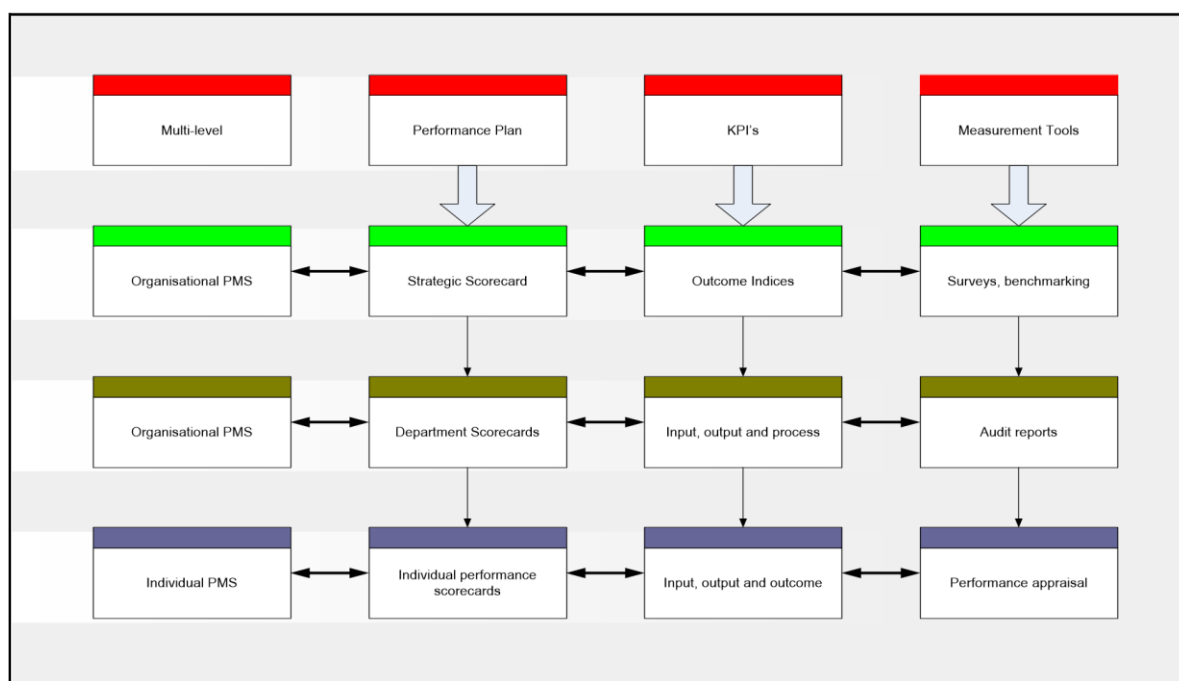 Multi-level
Performance Plan
KPI's
Measurement Tools
Organisational PMS
Strategic Scorecard
Outcome Indices
Surveys, benchmarking
Organisational PMS
Department Scorecards
Input, output and process
Audit reports
Individual PMS
Individual performance
scorecards
Input, output and outcome
Performance appraisal